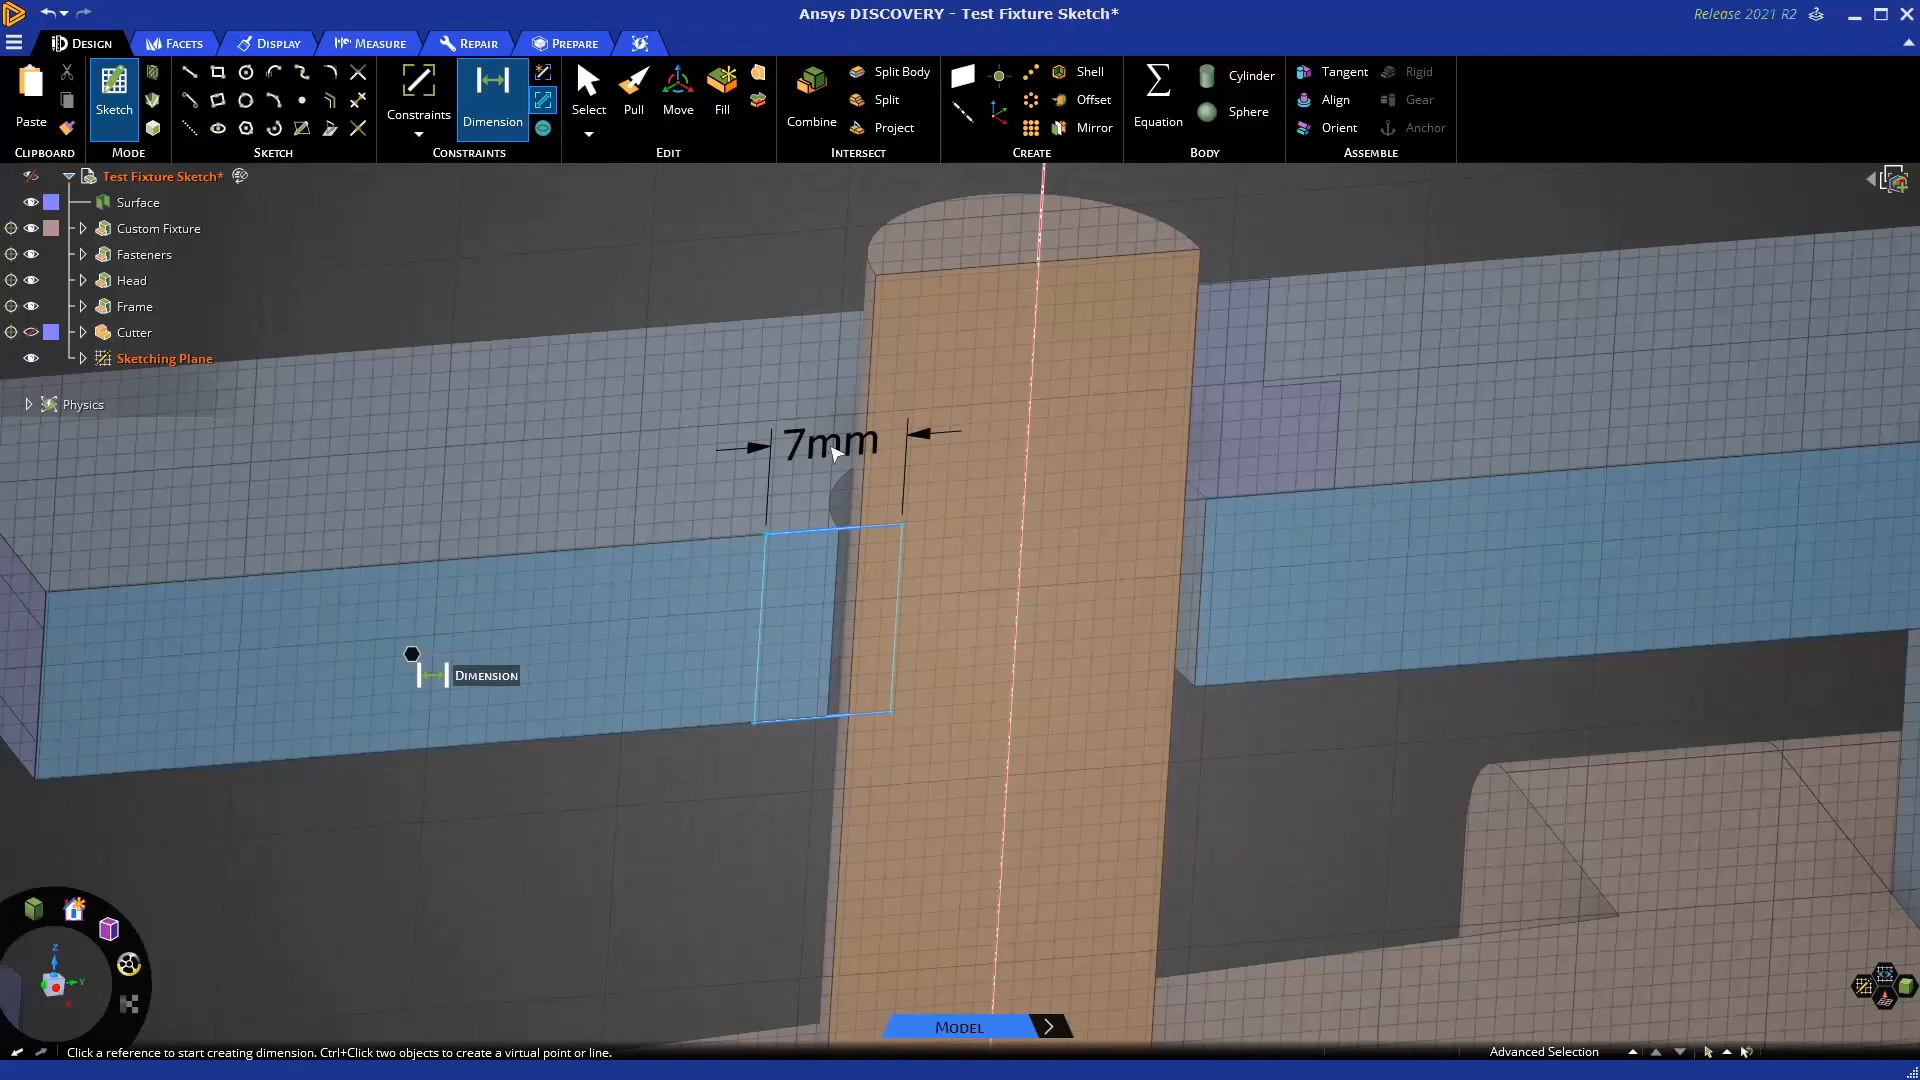 Ansys DISCOVERY - Test Fixture Sketch*
Release 2021 R2
DESIGN
FACETS
DISPLAY
MEASURE
REPAIR
PREPARE
Paste
CLIPBOARD
Sketch
MODE
SKETCH
Constraints
Dimension
CONSTRAINTS
Select
Pull
Move
Fill
EDIT
Combine
Split Body
Split
Project
INTERSECT
Shell
Offset
Mirror
CREATE
Equation
Cylinder
Sphere
BODY
Tangent
Align
Orient
Rigid
Gear
Anchor
ASSEMBLE
Test Fixture Sketch*
Surface
Custom Fixture
Fasteners
Head
Frame
Cutter
Sketching Plane
Physics
7mm
DIMENSION
Z
Y
X
MODEL
Click a reference to start creating dimension. Ctrl+Click two objects to create a virtual point or line.
Advanced Selection